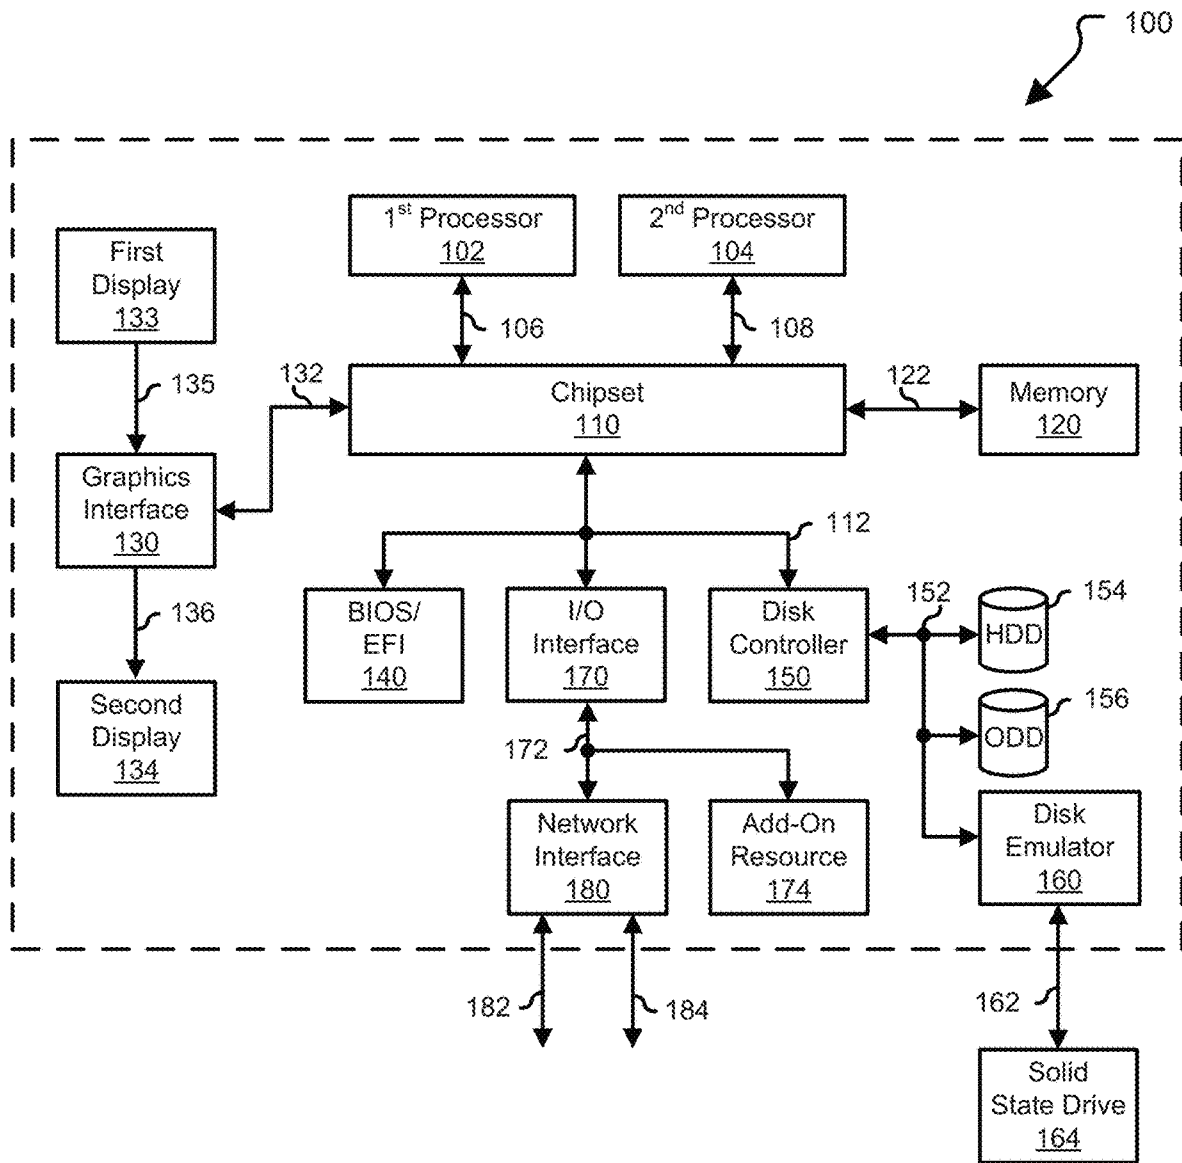 100
1st Processor
102
2nd Processor
104
First
Display
133
106
108
135
132
Chipset
110
122
Memory
120
Graphics
Interface
130
112
136
BIOS/
EFI
140
I/O
Interface
170
Disk
Controller
150
152
HDD
154
Second
Display
134
172
ODD
156
Network
Interface
180
Add-On
Resource
174
Disk
Emulator
160
182
184
162
Solid
State Drive
164